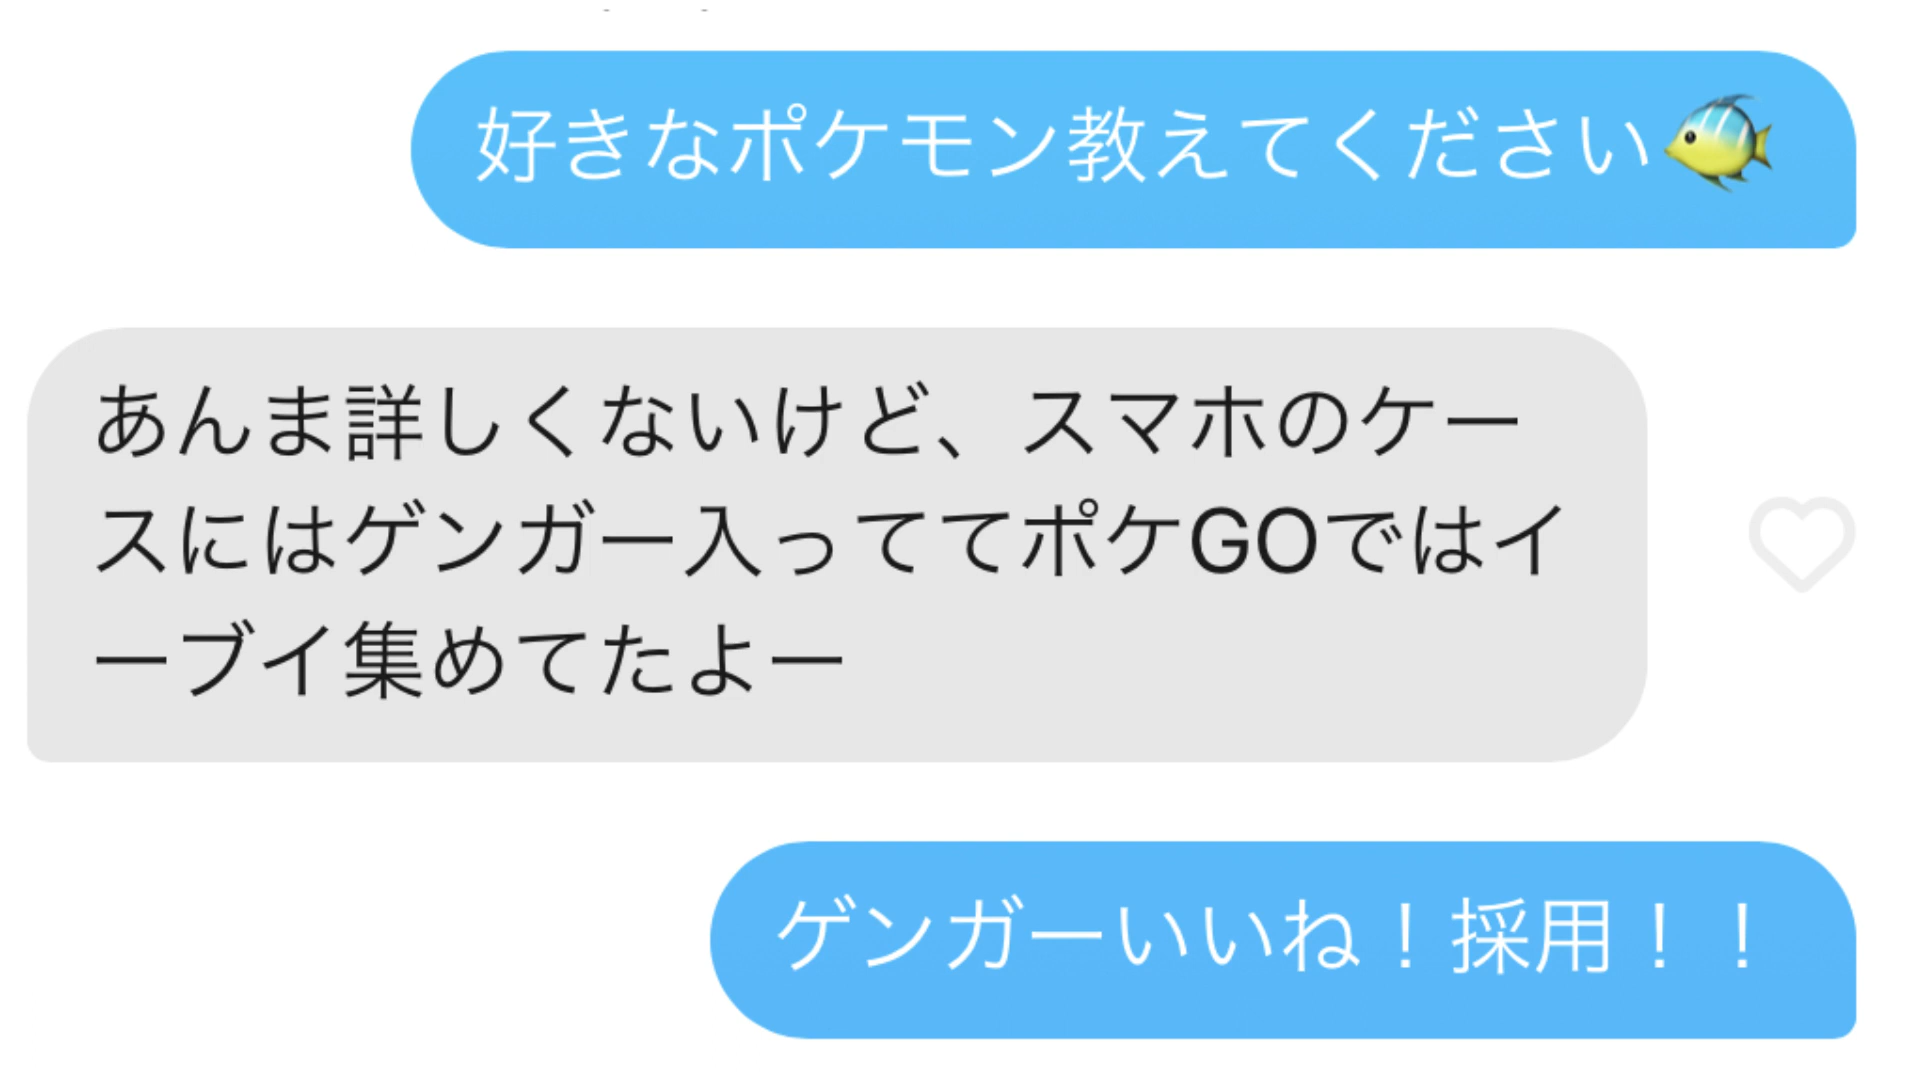 好きなポケモン教えてください🐠
あんま詳しくないけど、スマホのケー
スにはゲンガー入っててポケGOではイ
ーブイ集めてたよー
ゲンガーいいね！採用！！